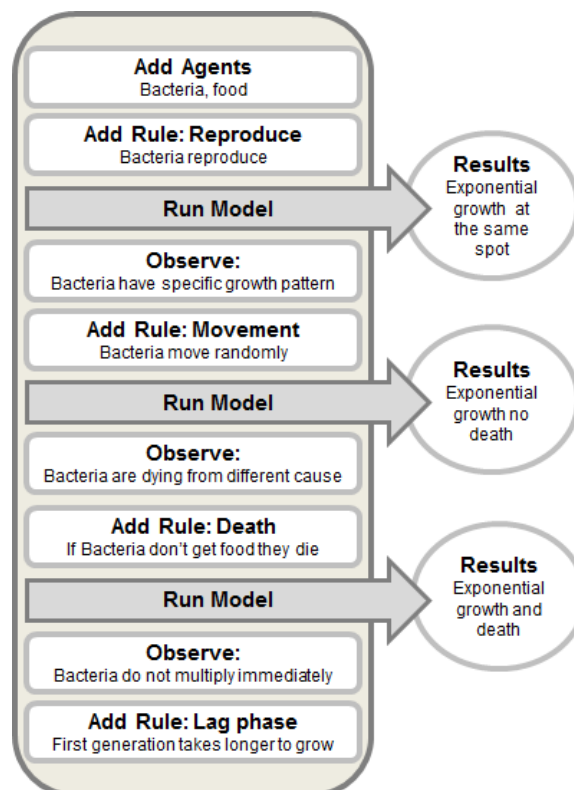 Add Agents
Bacteria, food
Add Rule: Reproduce
Bacteria reproduce
Run Model
Results
Exponential
growth at
the same
spot
Observe:
Bacteria have specific growth pattern
Add Rule: Movement
Bacteria move randomly
Run Model
Results
Exponential
growth no
death
Observe:
Bacteria are dying from different cause
Add Rule: Death
If Bacteria don't get food they die
Run Model
Results
Exponential
growth and
death
Observe:
Bacteria do not multiply immediately
Add Rule: Lag phase
First generation takes longer to grow